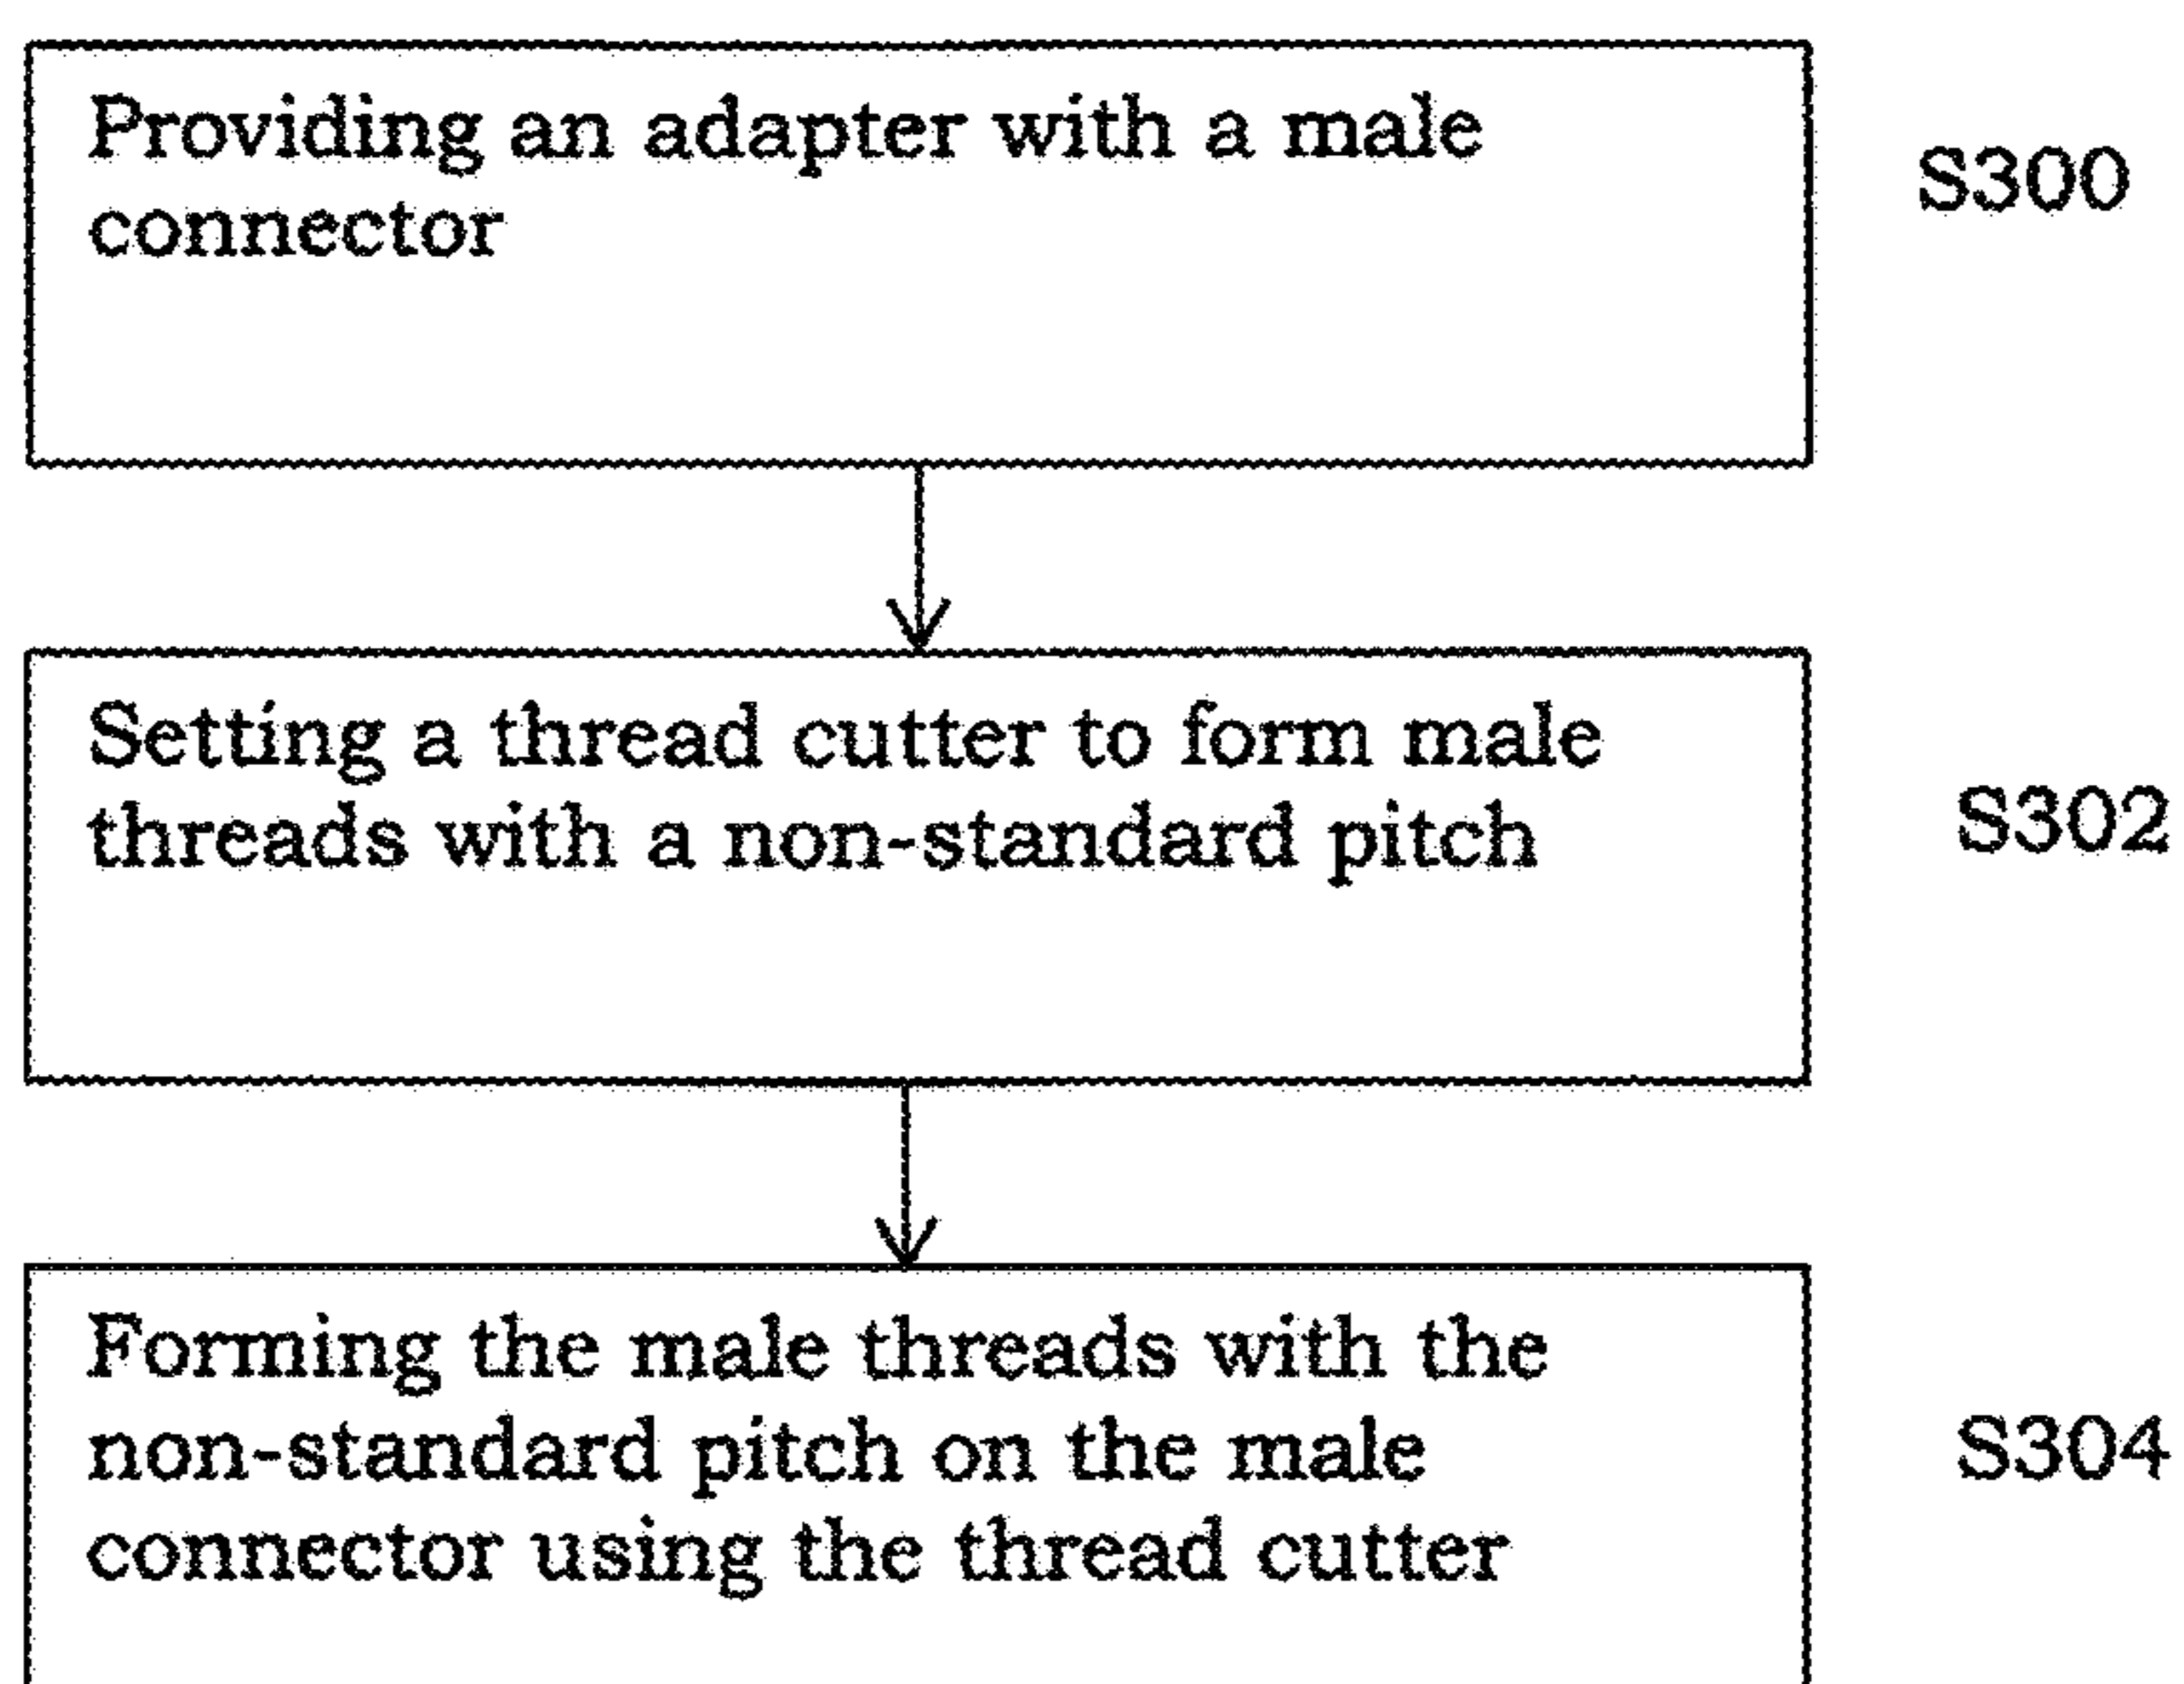 Providing an adapter with a male
connector
S300
Setting a thread cutter to form male
threads with a non-standard pitch
S302
Forming the male threads with the
non-standard pitch on the male
connector using the thread cutter
S304